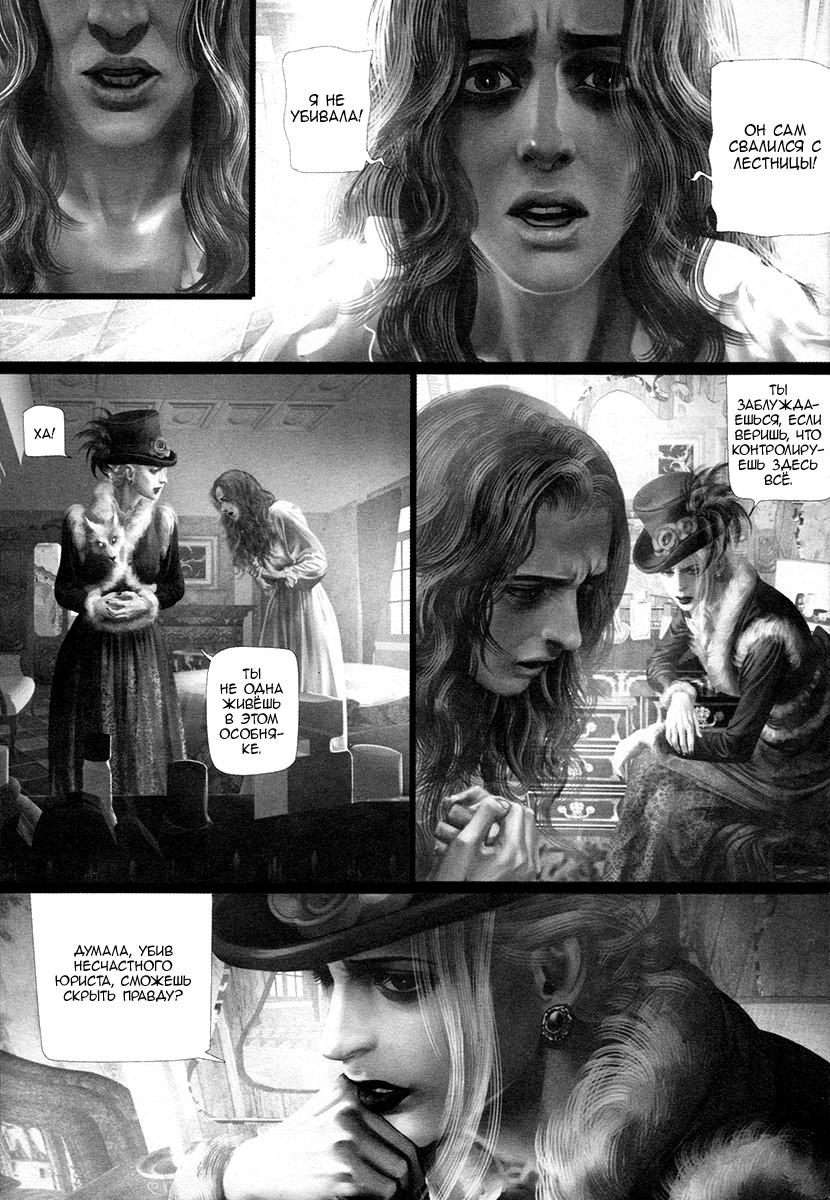 Я НЕ
УБИВАЛА!
ОН САМ
СВАЛИЛСЯ С
ЛЕСТНИЦЫ!
ХА!
ТЫ
НЕ ОДНА
ЖИВЁШЬ
В ЭТОМ
ОСОБНЯ-
КЕ.
ТЫ
ЗАБЛУЖДА-
ЕШЬСЯ, ЕСЛИ
ВЕРИШЬ, ЧТО
КОНТРОЛИРУ-
ЕШЬ ЗДЕСЬ
ВСЁ.
ДУМАЛА, УБИВ
НЕСЧАСТНОГО
ЮРИСТА, СМОЖЕШЬ
СКРЫТЬ ПРАВДУ?